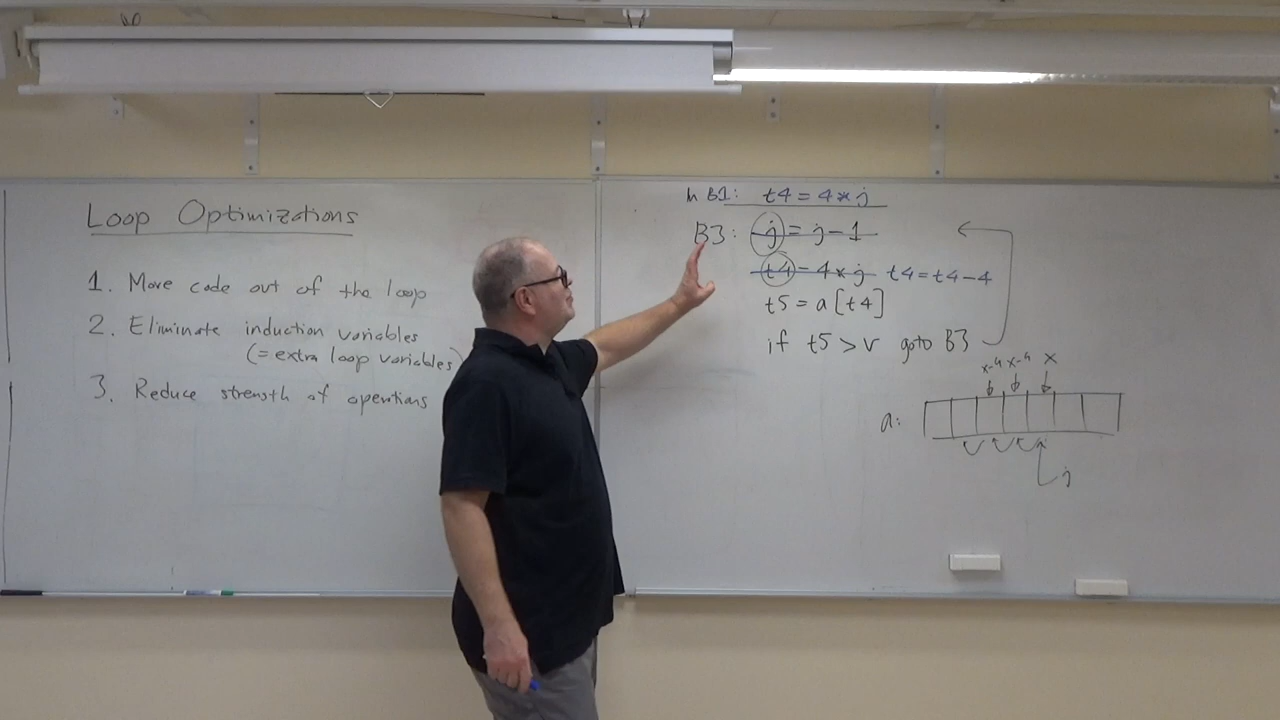 Loop Optimizations
1. Move code out of the loop
2. Eliminate induction variables
(= extra loop variables)
3. Reduce strength of operations
In B1: t4 = 4 * j
B3: j = j - 1
t4 = 4 * j t4 = t4 - 4
t5 = a [t4]
if t5 > v goto B3
x-4 x-4 x
a:
j